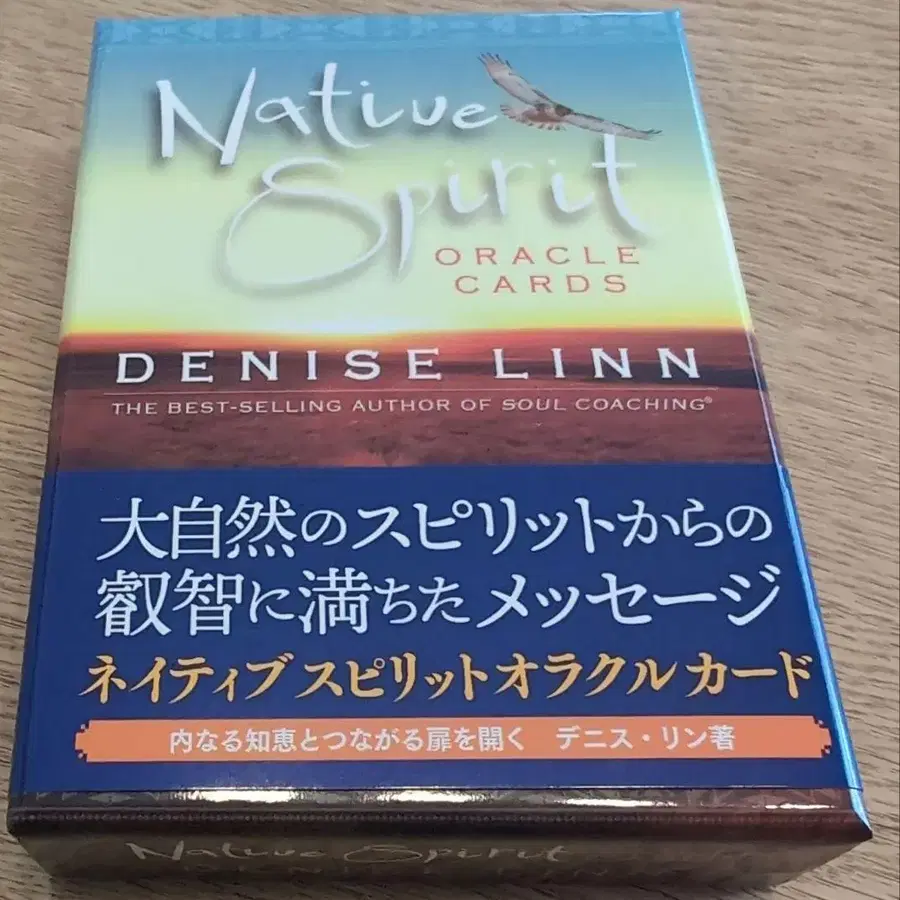 Native
Spirit
ORACLE
CARDS
DENISE LINN
THE BEST-SELLING AUTHOR OF SOUL COACHING®
大自然のスピリットからの
叡智に満ちたメッセージ
ネイティブ スピリット オラクル カード
内なる知恵とつながる扉を開く　デニス・リン著
Native Spirit